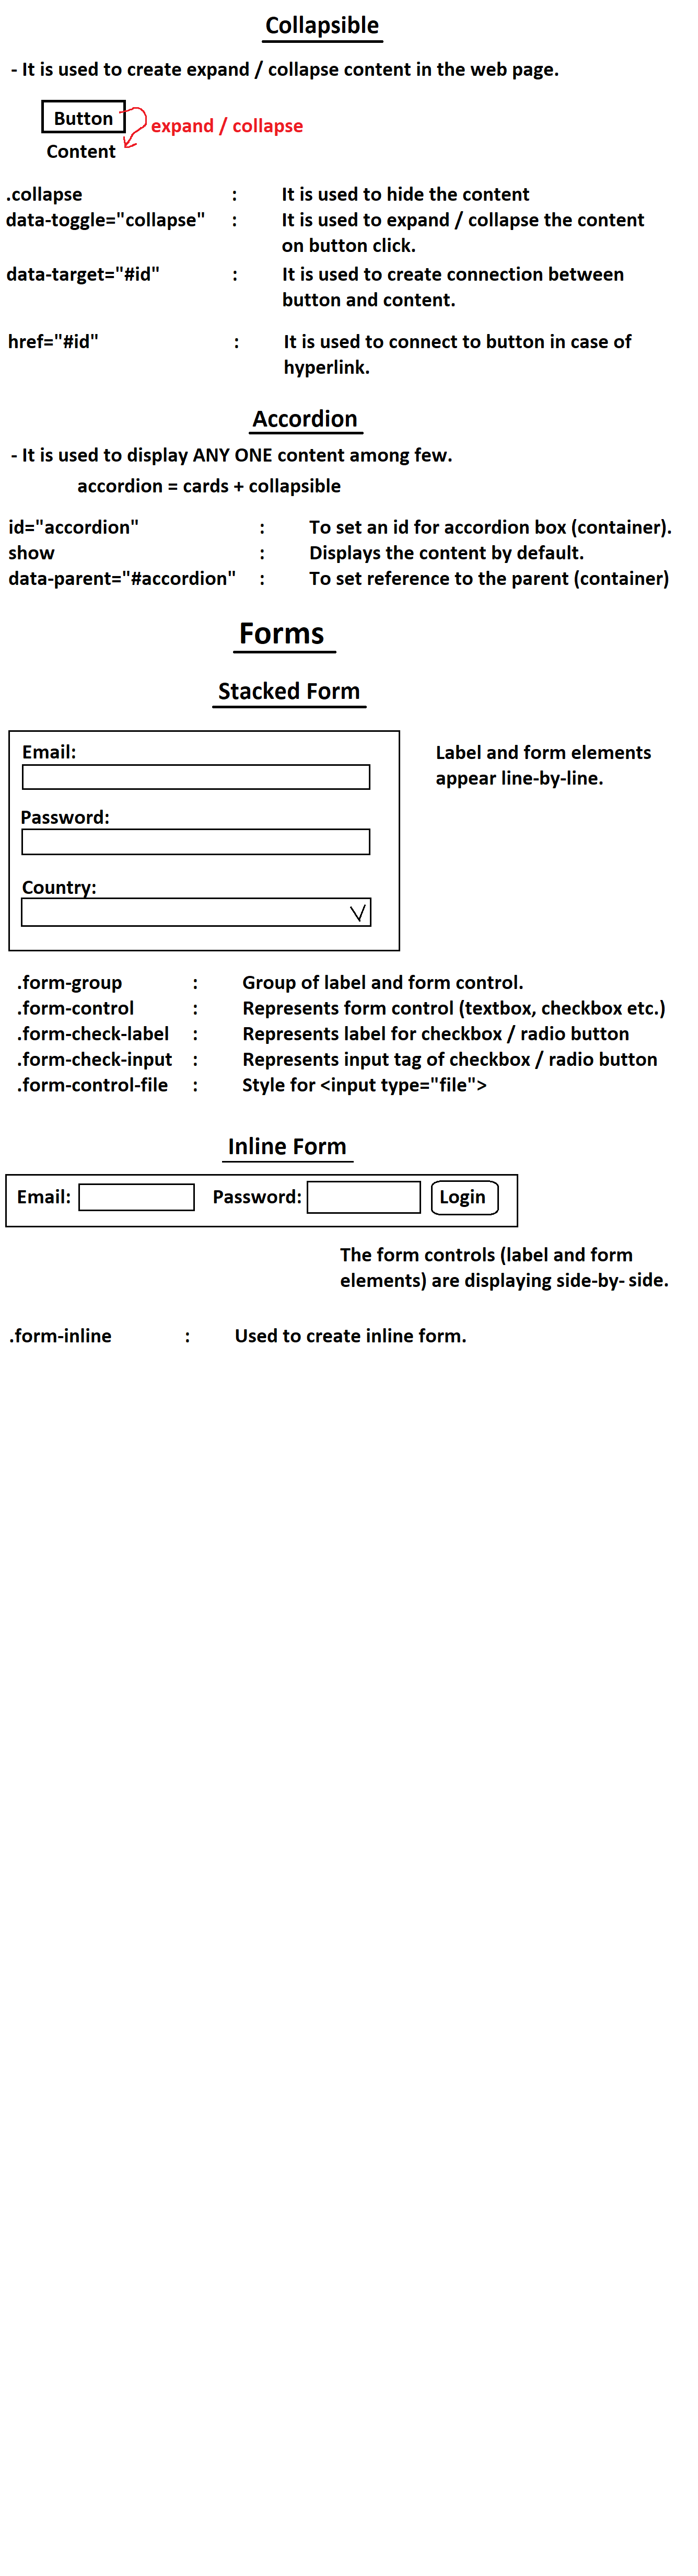 Collapsible
- It is used to create expand / collapse content in the web page.
Button
expand / collapse
Content
.collapse : It is used to hide the content
data-toggle="collapse" : It is used to expand / collapse the content
on button click.
data-target="#id" : It is used to create connection between
button and content.
href="#id" : It is used to connect to button in case of
hyperlink.
Accordion
- It is used to display ANY ONE content among few.
accordion = cards + collapsible
id="accordion" : To set an id for accordion box (container).
show : Displays the content by default.
data-parent="#accordion" : To set reference to the parent (container)
Forms
Stacked Form
Email:
Label and form elements
appear line-by-line.
Password:
Country:
.form-group : Group of label and form control.
.form-control : Represents form control (textbox, checkbox etc.)
.form-check-label : Represents label for checkbox / radio button
.form-check-input : Represents input tag of checkbox / radio button
.form-control-file : Style for <input type="file">
Inline Form
Email: Password: Login
The form controls (label and form
elements) are displaying side-by- side.
.form-inline : Used to create inline form.